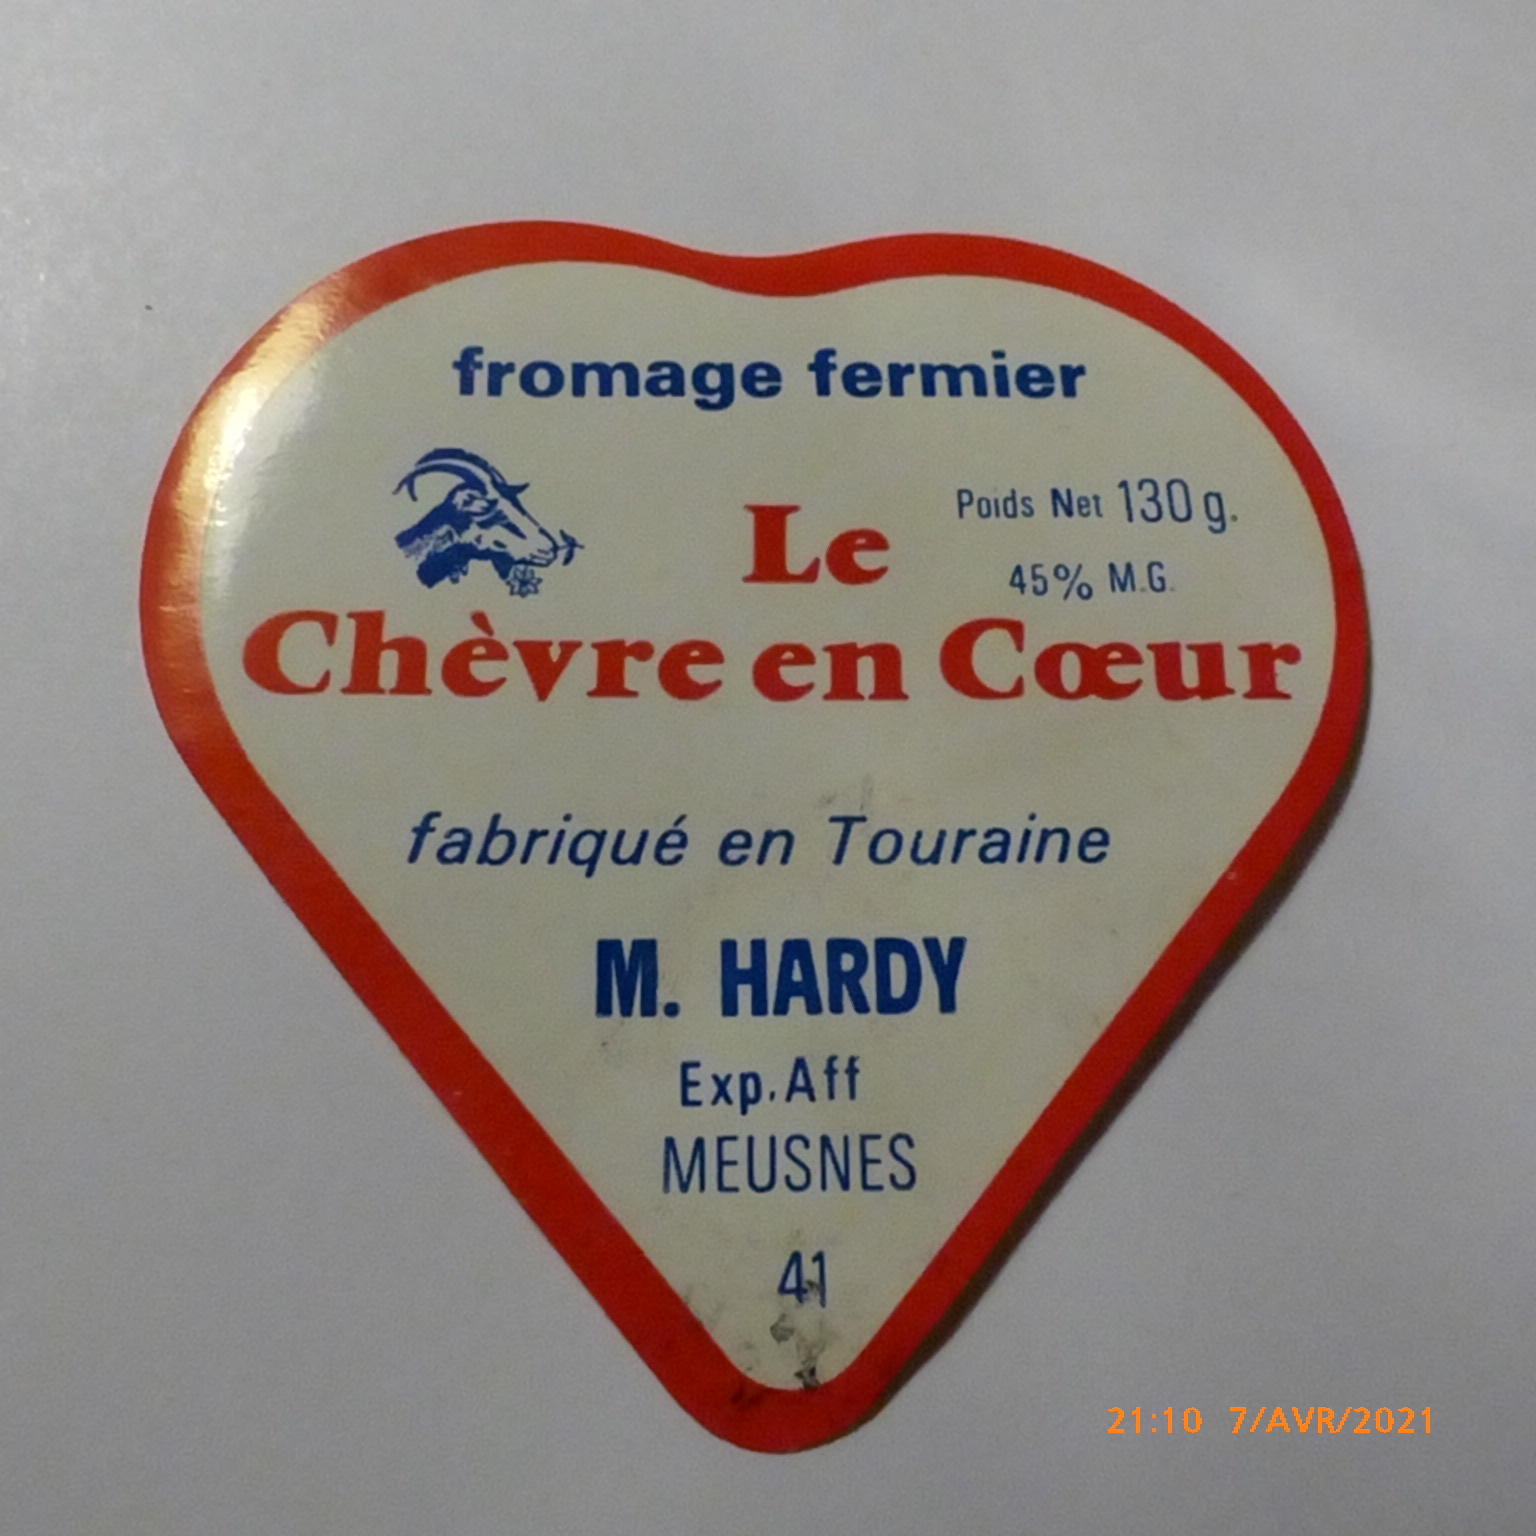 fromage fermier
Le
Poids Net 130 g.
45% M.G.
Chèvre en Cœur
fabriqué en Touraine
M. HARDY
Exp. Aff
MEUSNES
41
21:10 7/AVR/2021